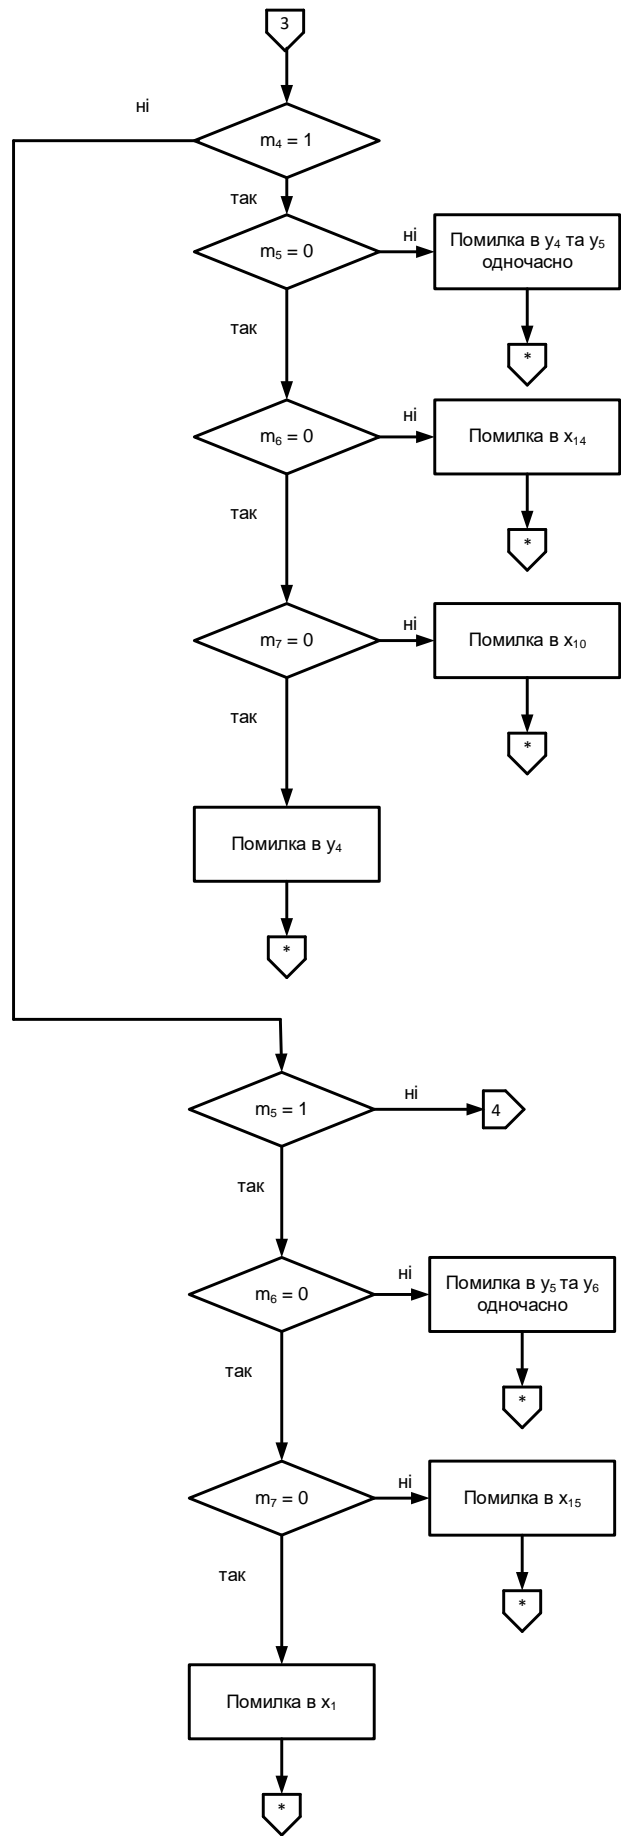 3
ні
m₄ = 1
так
m₅ = 0
ні
Помилка в y₄ та y₅
одночасно
*
так
m₆ = 0
ні
Помилка в x₁₄
*
так
m₇ = 0
ні
Помилка в x₁₀
*
так
Помилка в y₄
*
m₅ = 1
ні
4
так
m₆ = 0
ні
Помилка в y₅ та y₆
одночасно
*
так
m₇ = 0
ні
Помилка в x₁₅
*
так
Помилка в x₁
*